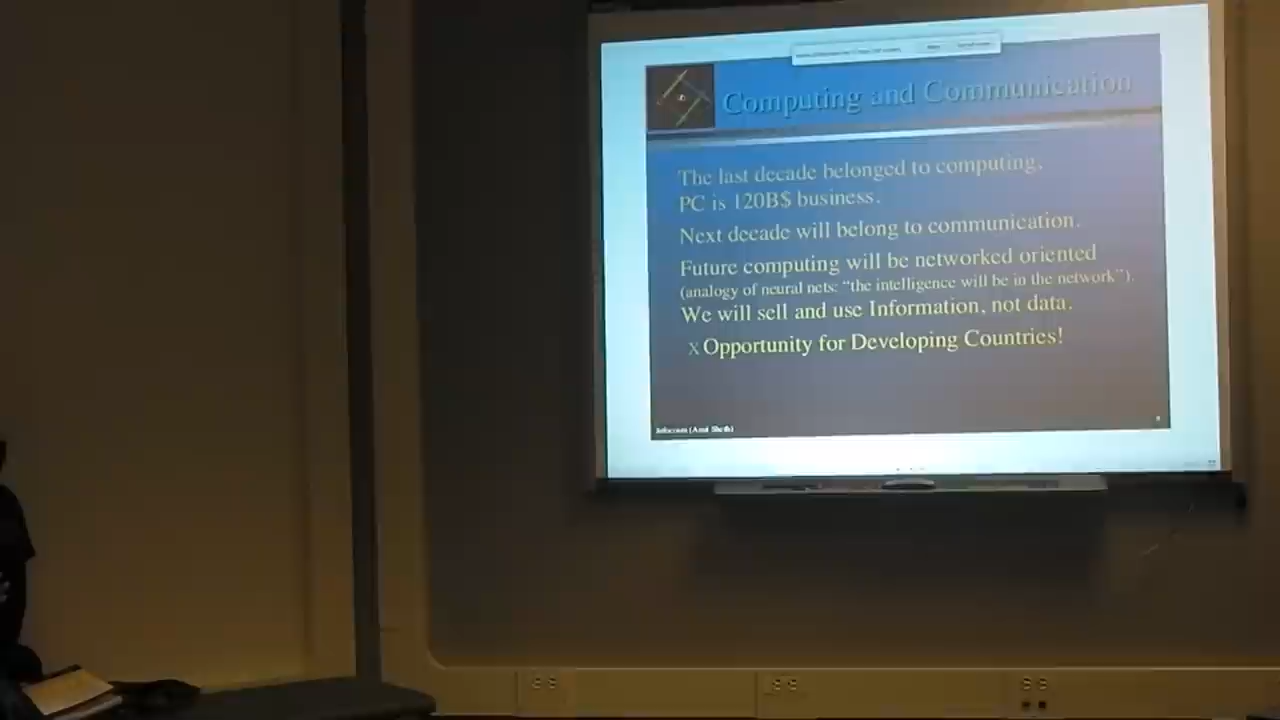 Computing and Communication
The last decade belonged to computing,
PC is 120B$ business.
Next decade will belong to communication.
Future computing will be networked oriented
(analogy of neural nets: “the intelligence will be in the network”).
We will sell and use Information, not data.
x Opportunity for Developing Countries!
Infocosm (Amit Sheth)